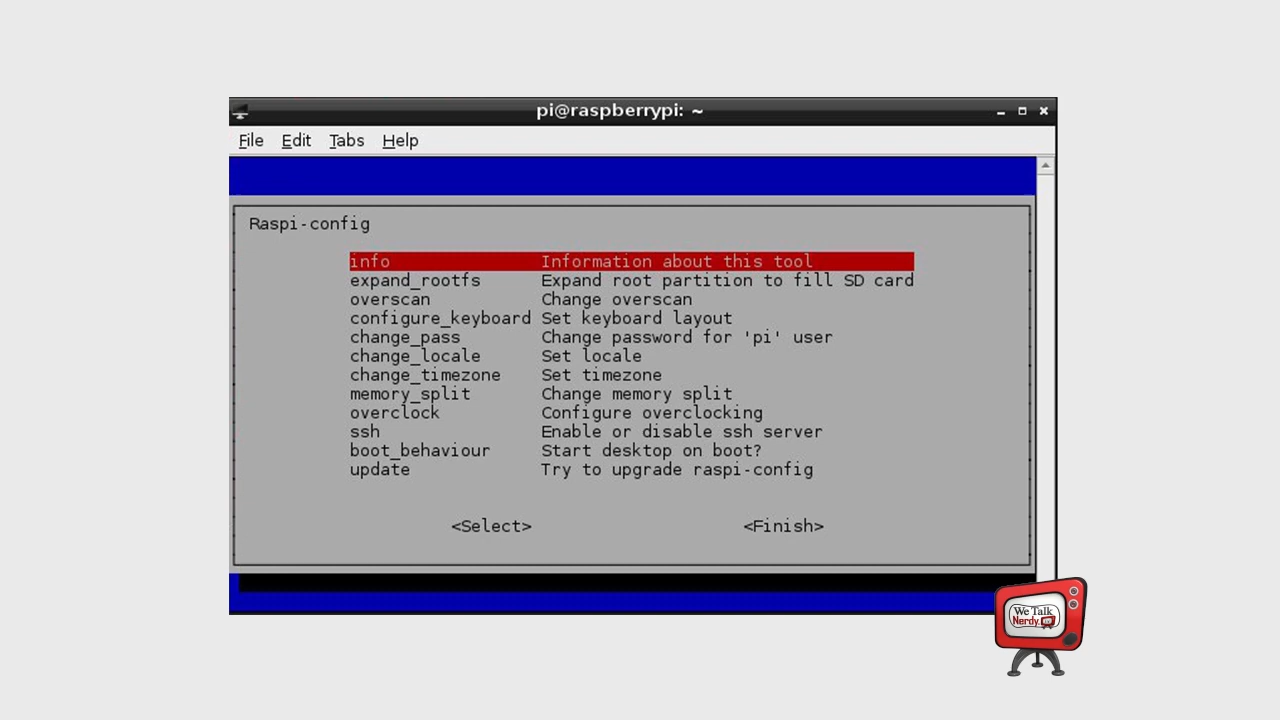 pi@raspberrypi: ~
File Edit Tabs Help
Raspi-config
info Information about this tool
expand_rootfs Expand root partition to fill SD card
overscan Change overscan
configure_keyboard Set keyboard layout
change_pass Change password for 'pi' user
change_locale Set locale
change_timezone Set timezone
memory_split Change memory split
overclock Configure overclocking
ssh Enable or disable ssh server
boot_behaviour Start desktop on boot?
update Try to upgrade raspi-config
<Select> <Finish>
We Talk
Nerdy